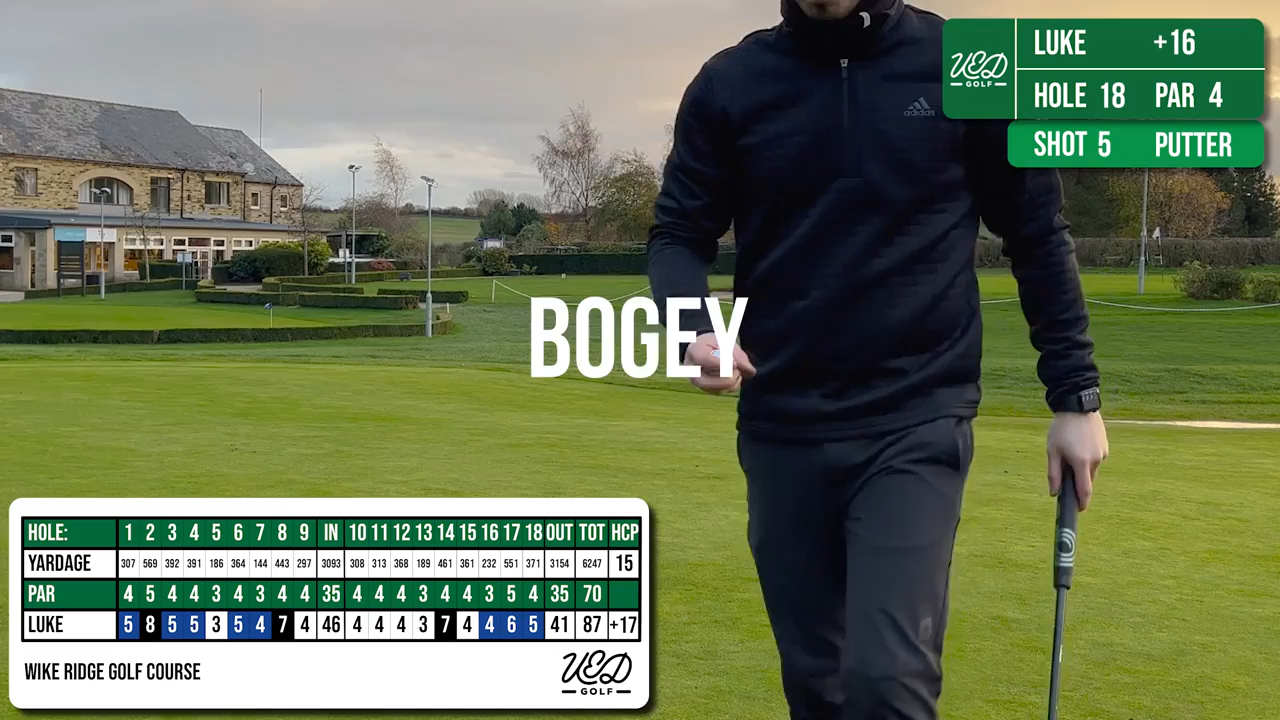 LUKE +16
UED GOLF
HOLE 18 PAR 4
SHOT 5 PUTTER
adidas
BOGEY
HOLE: 1 2 3 4 5 6 7 8 9 IN 10 11 12 13 14 15 16 17 18 OUT TOT HCP
YARDAGE 307 569 392 391 186 364 144 443 297 3093 308 313 368 189 461 361 232 551 371 3154 6247 15
PAR 4 5 4 4 3 4 3 4 4 35 4 4 4 3 4 4 3 5 4 35 70
LUKE 5 8 5 5 3 5 4 7 4 46 4 4 4 3 7 4 4 6 5 41 87 +17
WIKE RIDGE GOLF COURSE
UED
GOLF